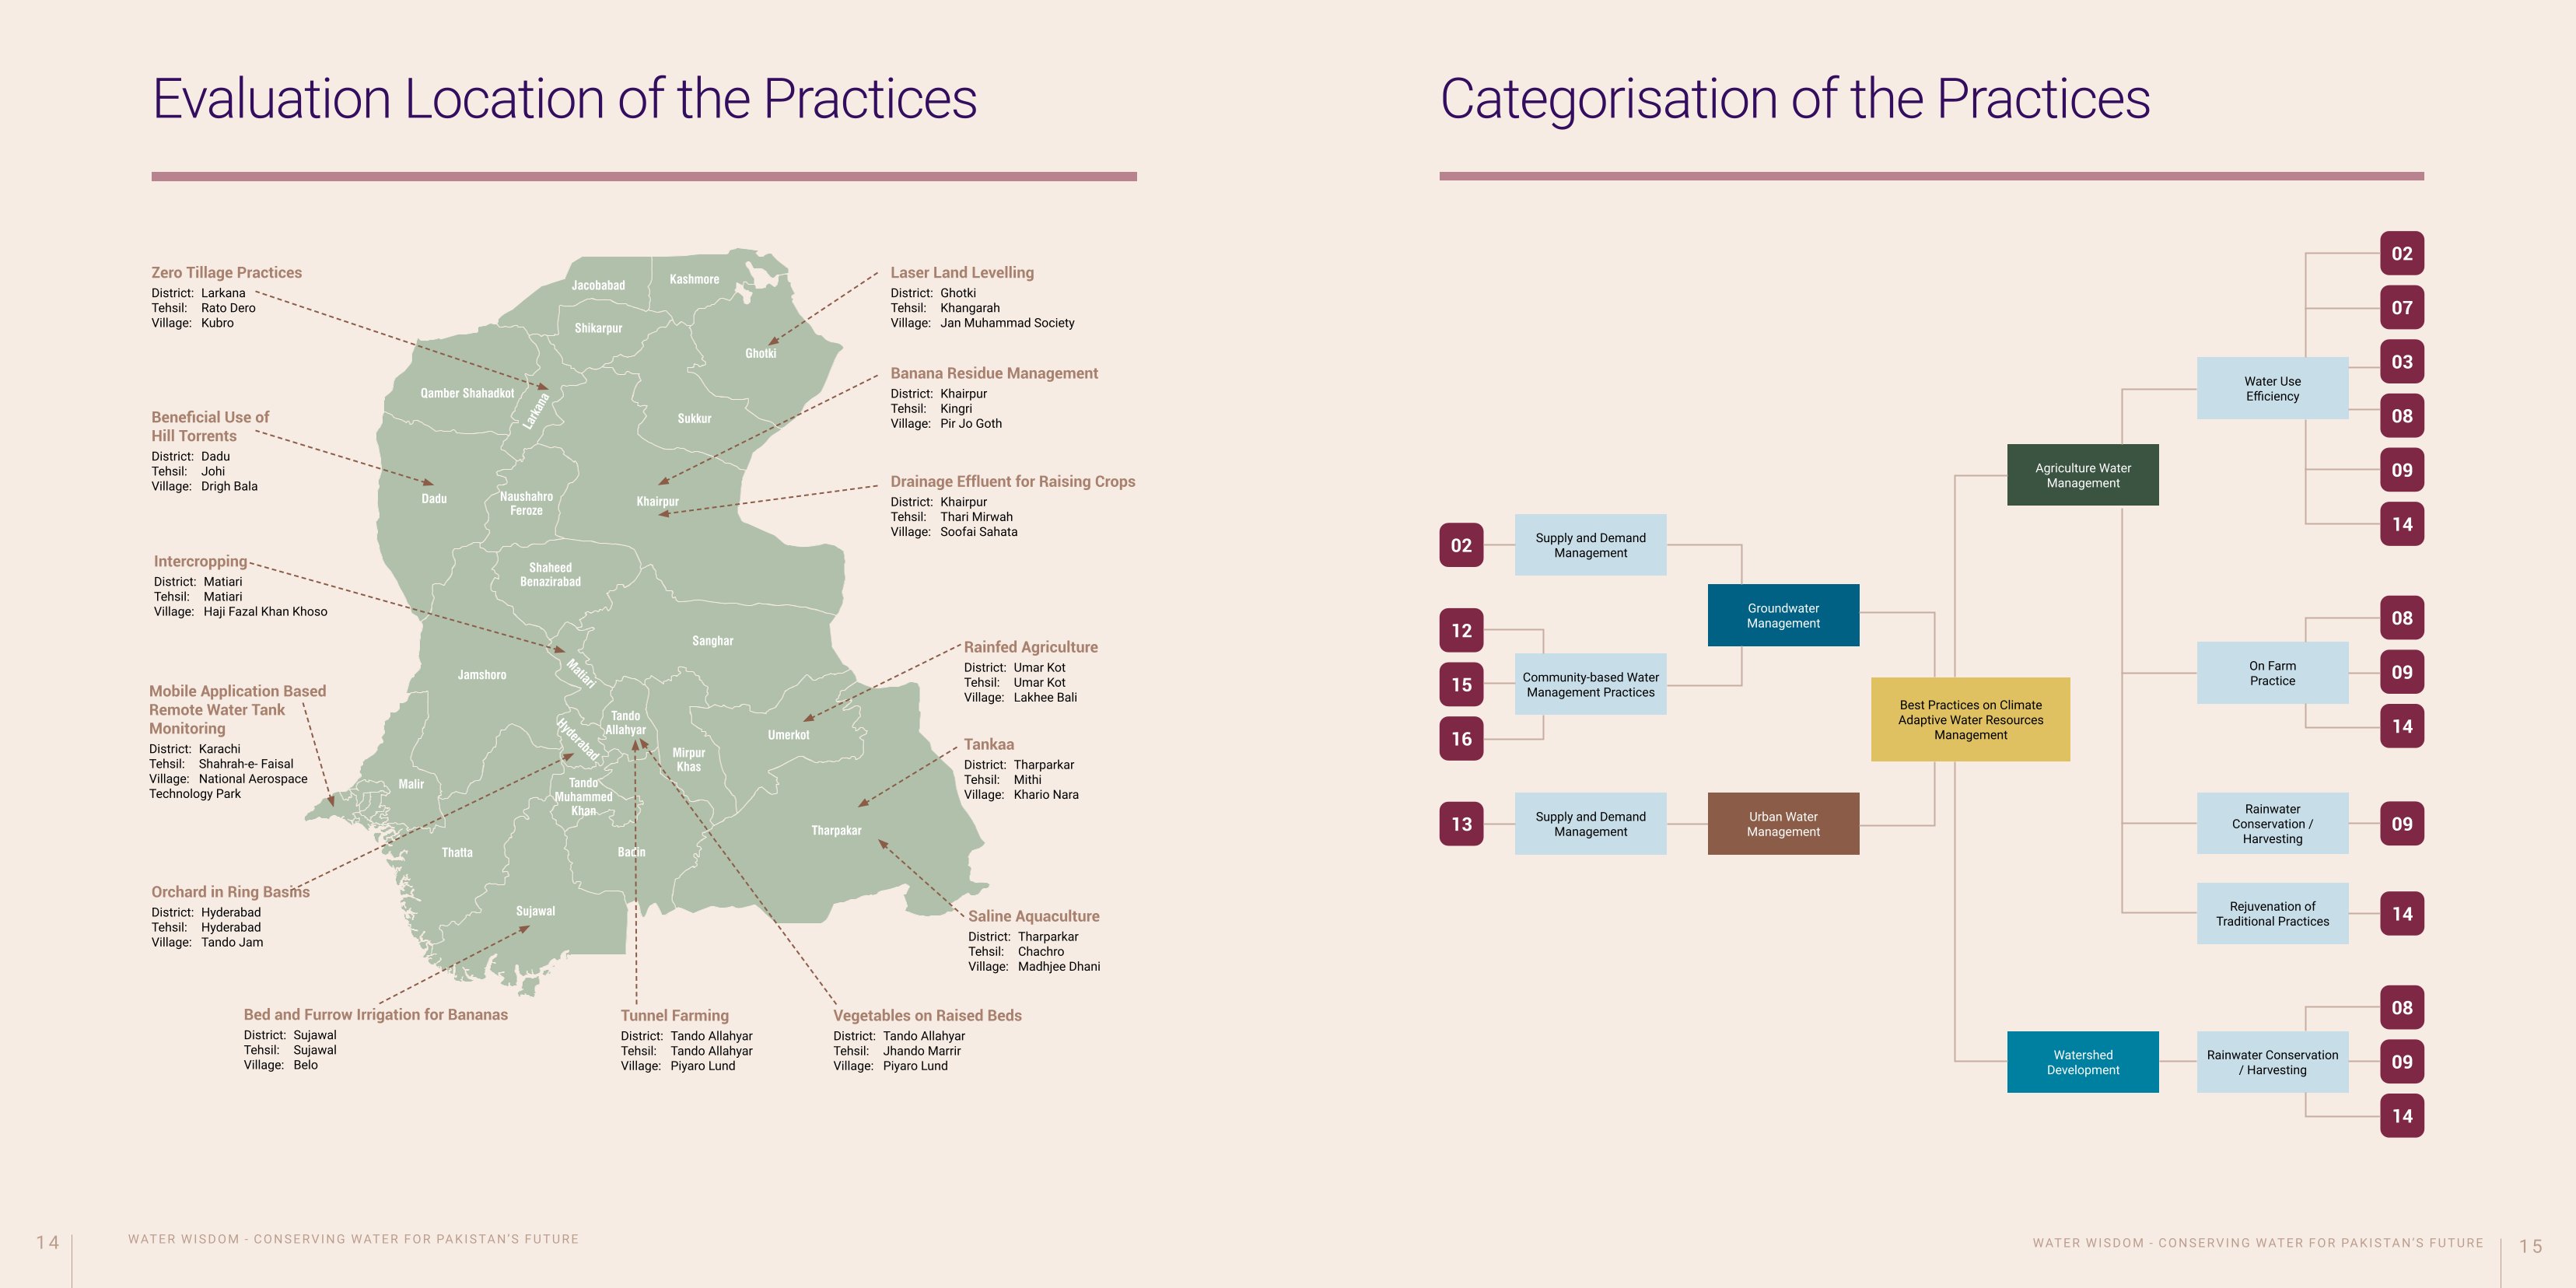 Evaluation Location of the Practices
Zero Tillage Practices
District: Larkana
Tehsil: Rato Dero
Village: Kubro
Beneficial Use of
Hill Torrents
District: Dadu
Tehsil: Johi
Village: Drigh Bala
Intercropping
District: Matiari
Tehsil: Matiari
Village: Haji Fazal Khan Khoso
Mobile Application Based
Remote Water Tank
Monitoring
District: Karachi
Tehsil: Shahrah-e- Faisal
Village: National Aerospace
Technology Park
Orchard in Ring Basins
District: Hyderabad
Tehsil: Hyderabad
Village: Tando Jam
Bed and Furrow Irrigation for Bananas
District: Sujawal
Tehsil: Sujawal
Village: Belo
Tunnel Farming
District: Tando Allahyar
Tehsil: Tando Allahyar
Village: Piyaro Lund
Vegetables on Raised Beds
District: Tando Allahyar
Tehsil: Jhando Marrir
Village: Piyaro Lund
Laser Land Levelling
District: Ghotki
Tehsil: Khangarah
Village: Jan Muhammad Society
Banana Residue Management
District: Khairpur
Tehsil: Kingri
Village: Pir Jo Goth
Drainage Effluent for Raising Crops
District: Khairpur
Tehsil: Thari Mirwah
Village: Soofai Sahata
Rainfed Agriculture
District: Umar Kot
Tehsil: Umar Kot
Village: Lakhee Bali
Tankaa
District: Tharparkar
Tehsil: Mithi
Village: Khario Nara
Saline Aquaculture
District: Tharparkar
Tehsil: Chachro
Village: Madhjee Dhani
Jacobabad
Kashmore
Shikarpur
Ghotki
Qamber Shahadkot
Larkana
Sukkur
Dadu
Naushahro
Feroze
Khairpur
Shaheed
Benazirabad
Sanghar
Jamshoro
Matiari
Tando
Allahyar
Hyderabad
Umerkot
Mirpur
Khas
Malir
Tando
Muhammed
Khan
Tharpakar
Thatta
Badin
Sujawal
14
WATER WISDOM - CONSERVING WATER FOR PAKISTAN'S FUTURE
Categorisation of the Practices
02
Supply and Demand
Management
12
15
16
Community-based Water
Management Practices
Groundwater
Management
13
Supply and Demand
Management
Urban Water
Management
Best Practices on Climate
Adaptive Water Resources
Management
Agriculture Water
Management
Water Use
Efficiency
02
07
03
08
09
14
On Farm
Practice
08
09
14
Rainwater
Conservation /
Harvesting
09
Rejuvenation of
Traditional Practices
14
Watershed
Development
Rainwater Conservation
/ Harvesting
08
09
14
WATER WISDOM - CONSERVING WATER FOR PAKISTAN'S FUTURE
15